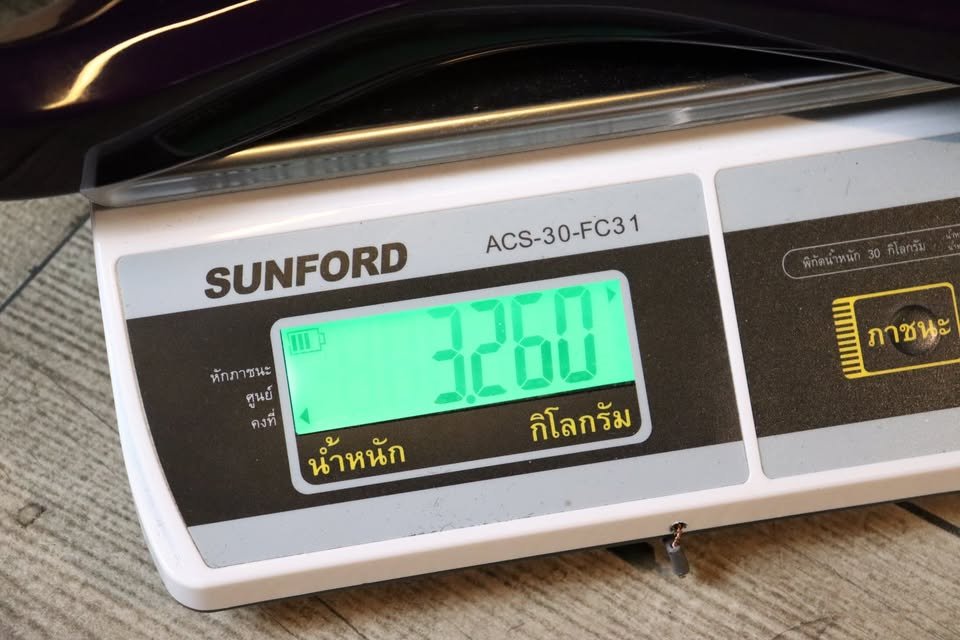 SUNFORD
ACS-30-FC31
3.260
หักภาชนะ
ศูนย์
คงที่
น้ำหนัก
กิโลกรัม
พิกัดน้ำหนัก 30 กิโลกรัม
ภาชนะ